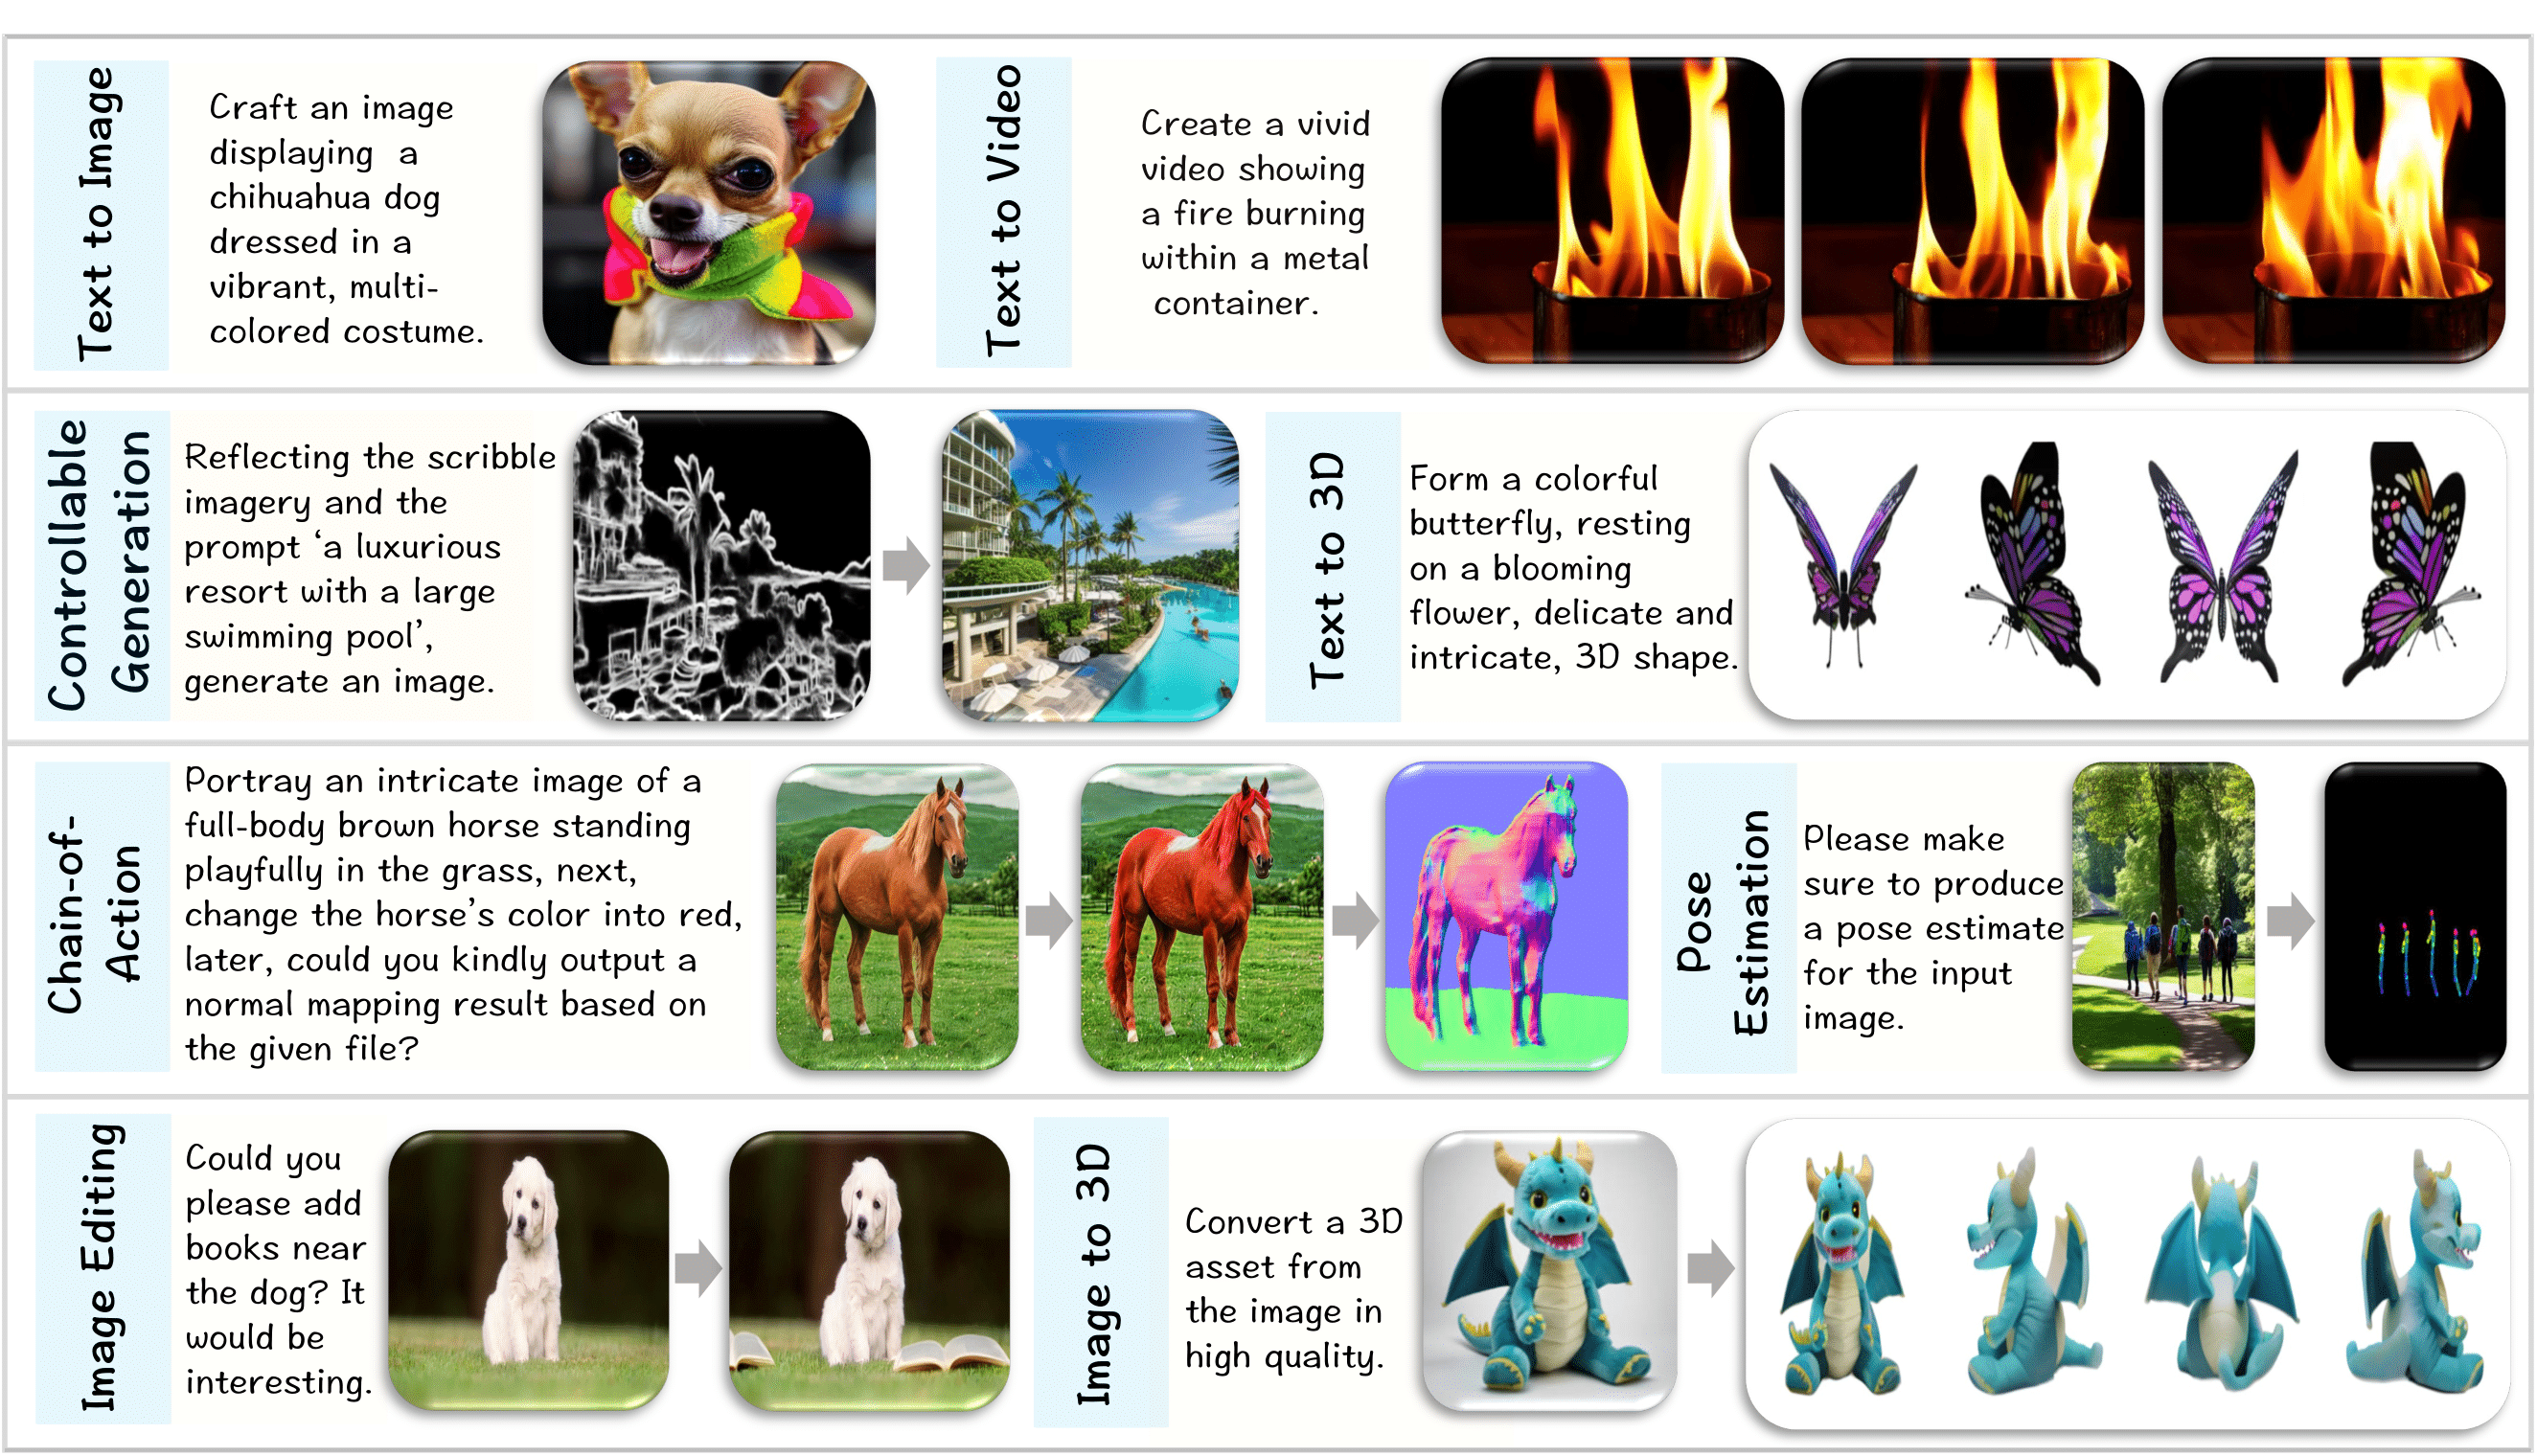 Text to Image
Craft an image
displaying a
chihuahua dog
dressed in a
vibrant, multi-
colored costume.
Text to Video
Create a vivid
video showing
a fire burning
within a metal
container.
Controllable
Generation
Reflecting the scribble
imagery and the
prompt ‘a luxurious
resort with a large
swimming pool’,
generate an image.
Text to 3D
Form a colorful
butterfly, resting
on a blooming
flower, delicate and
intricate, 3D shape.
Chain-of-
Action
Portray an intricate image of a
full-body brown horse standing
playfully in the grass, next,
change the horse’s color into red,
later, could you kindly output a
normal mapping result based on
the given file?
Pose
Estimation
Please make
sure to produce
a pose estimate
for the input
image.
Image Editing
Could you
please add
books near
the dog? It
would be
interesting.
Image to 3D
Convert a 3D
asset from
the image in
high quality.